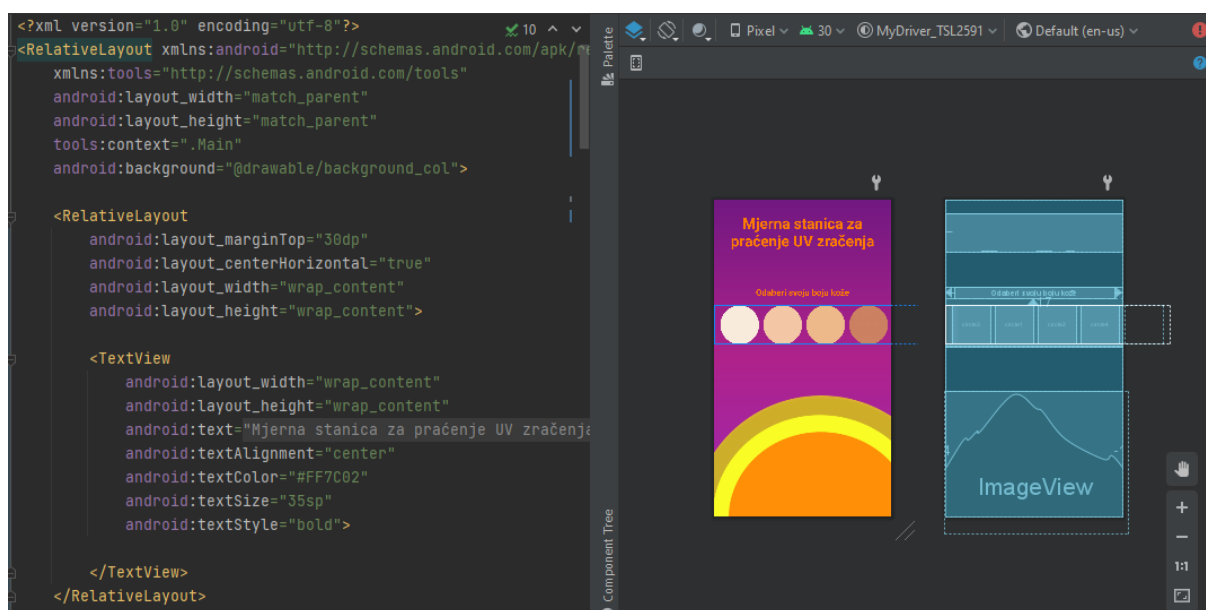 <?xml version="1.0" encoding="utf-8"?>
10
<RelativeLayout xmlns:android="http://schemas.android.com/apk/re
xmlns:tools="http://schemas.android.com/tools"
android:layout_width="match_parent"
android:layout_height="match_parent"
tools:context=".Main"
android:background="@drawable/background_col">
<RelativeLayout
android:layout_marginTop="30dp"
android:layout_centerHorizontal="true"
android:layout_width="wrap_content"
android:layout_height="wrap_content">
<TextView
android:layout_width="wrap_content"
android:layout_height="wrap_content"
android:text="Mjerna stanica za praćenje UV zračenja
android:textAlignment="center"
android:textColor="#FF7C02"
android:textSize="35sp"
android:textStyle="bold">
</TextView>
</RelativeLayout>
Palette
Component Tree
Pixel 30 MyDriver_TSL2591 Default (en-us)
Mjerna stanica za
praćenje UV zračenja
Odaberi svoju boju kože
Odaberi svoju boju kože
17
ImageView
1:1